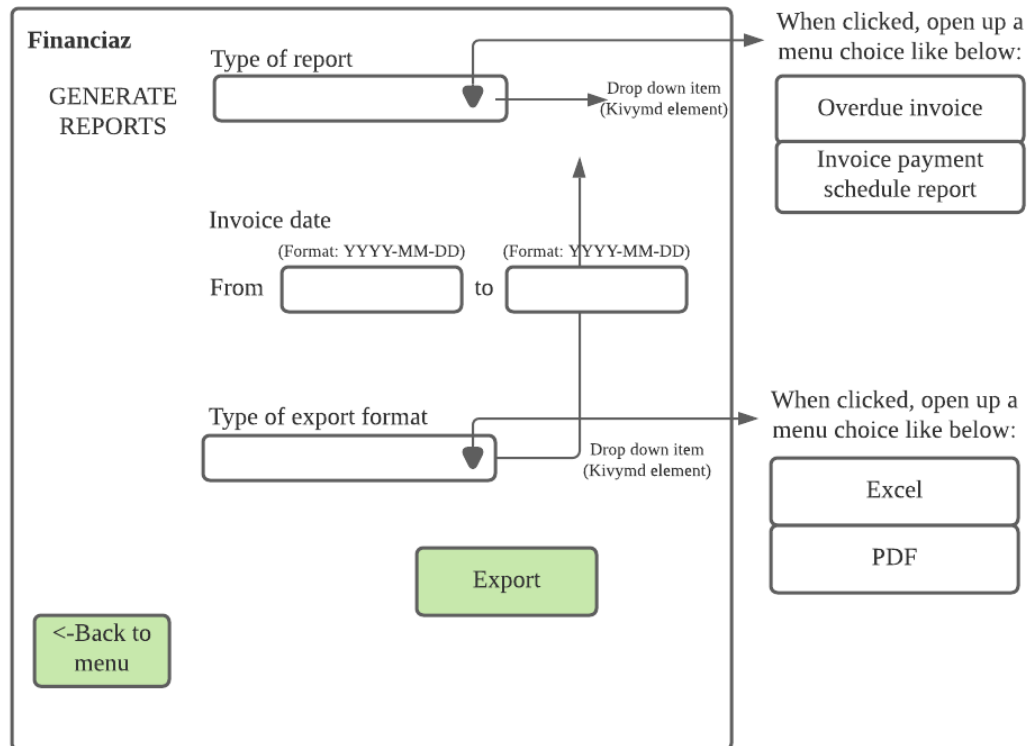 Financiaz
GENERATE
REPORTS
Type of report
Drop down item
(Kivymd element)
When clicked, open up a
menu choice like below:
Overdue invoice
Invoice payment
schedule report
Invoice date
(Format: YYYY-MM-DD)
(Format: YYYY-MM-DD)
From
to
Type of export format
Drop down item
(Kivymd element)
When clicked, open up a
menu choice like below:
Excel
PDF
Export
<-Back to
menu